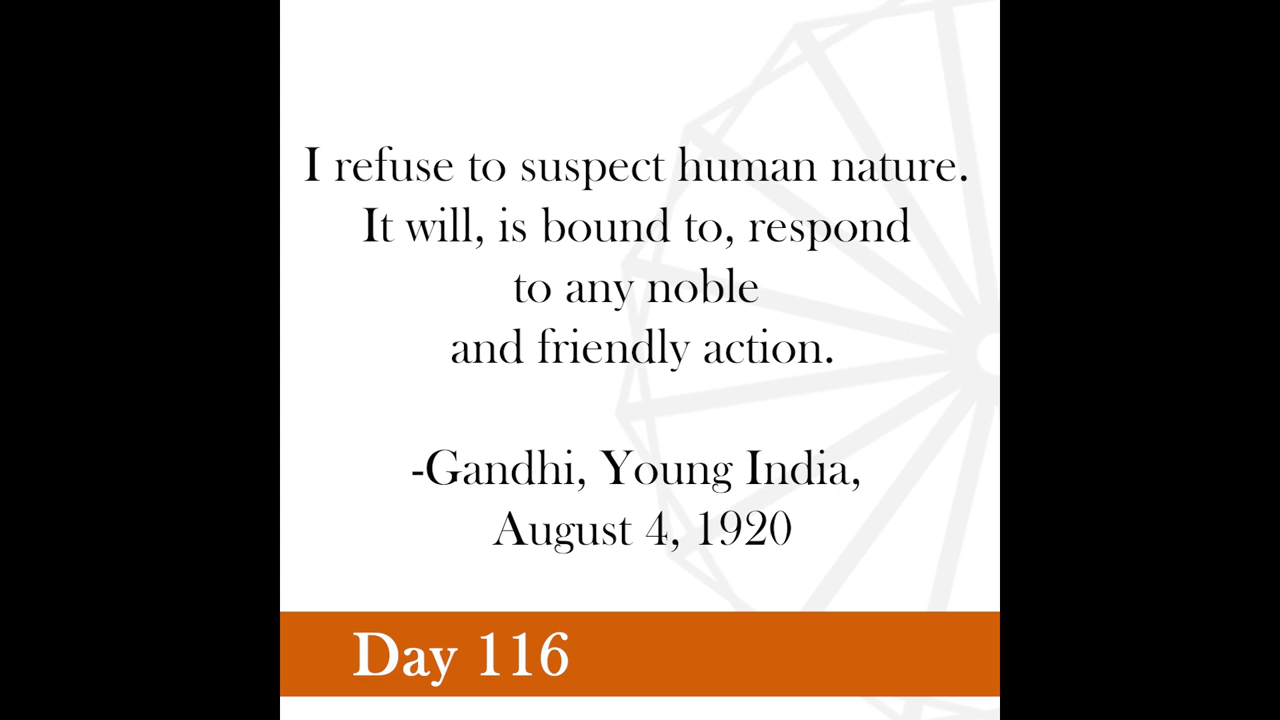 I refuse to suspect human nature.
It will, is bound to, respond
to any noble
and friendly action.
-Gandhi, Young India,
August 4, 1920
Day 116